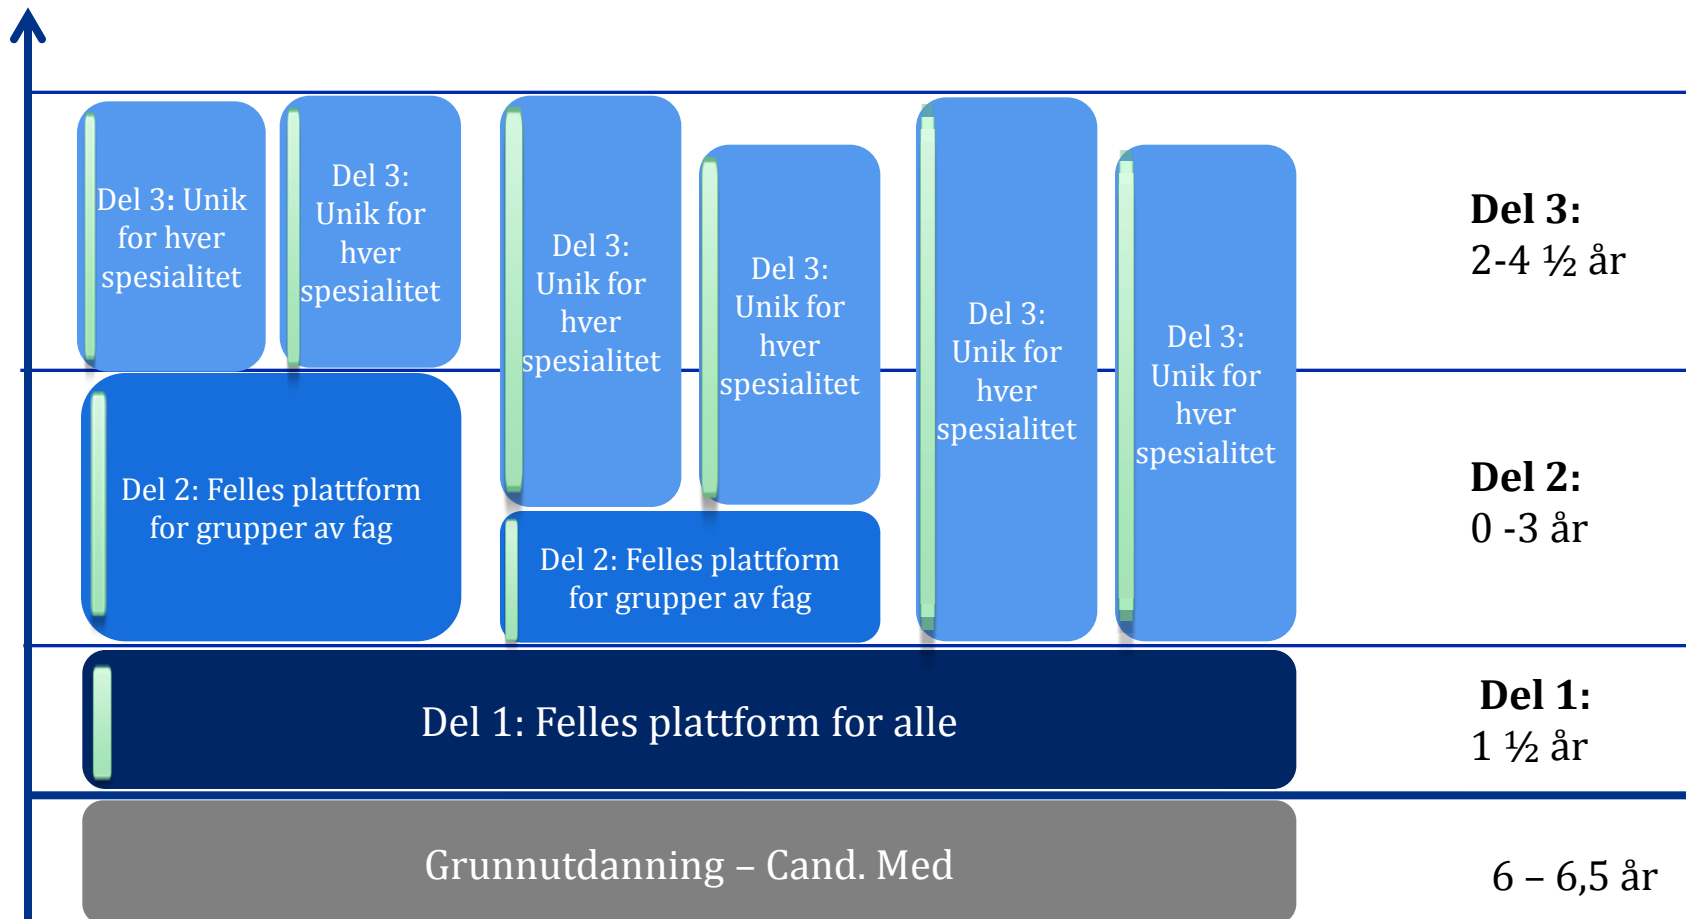 Del 3: Unik
for hver
spesialitet
Del 3:
Unik for
hver
spesialitet
Del 3:
Unik for
hver
spesialitet
Del 3:
Unik for
hver
spesialitet
Del 3:
Unik for
hver
spesialitet
Del 3:
Unik for
hver
spesialitet
Del 3:
2-4 ½ år
Del 2: Felles plattform
for grupper av fag
Del 2: Felles plattform
for grupper av fag
Del 2:
0 -3 år
Del 1: Felles plattform for alle
Del 1:
1 ½ år
Grunnutdanning – Cand. Med
6 – 6,5 år